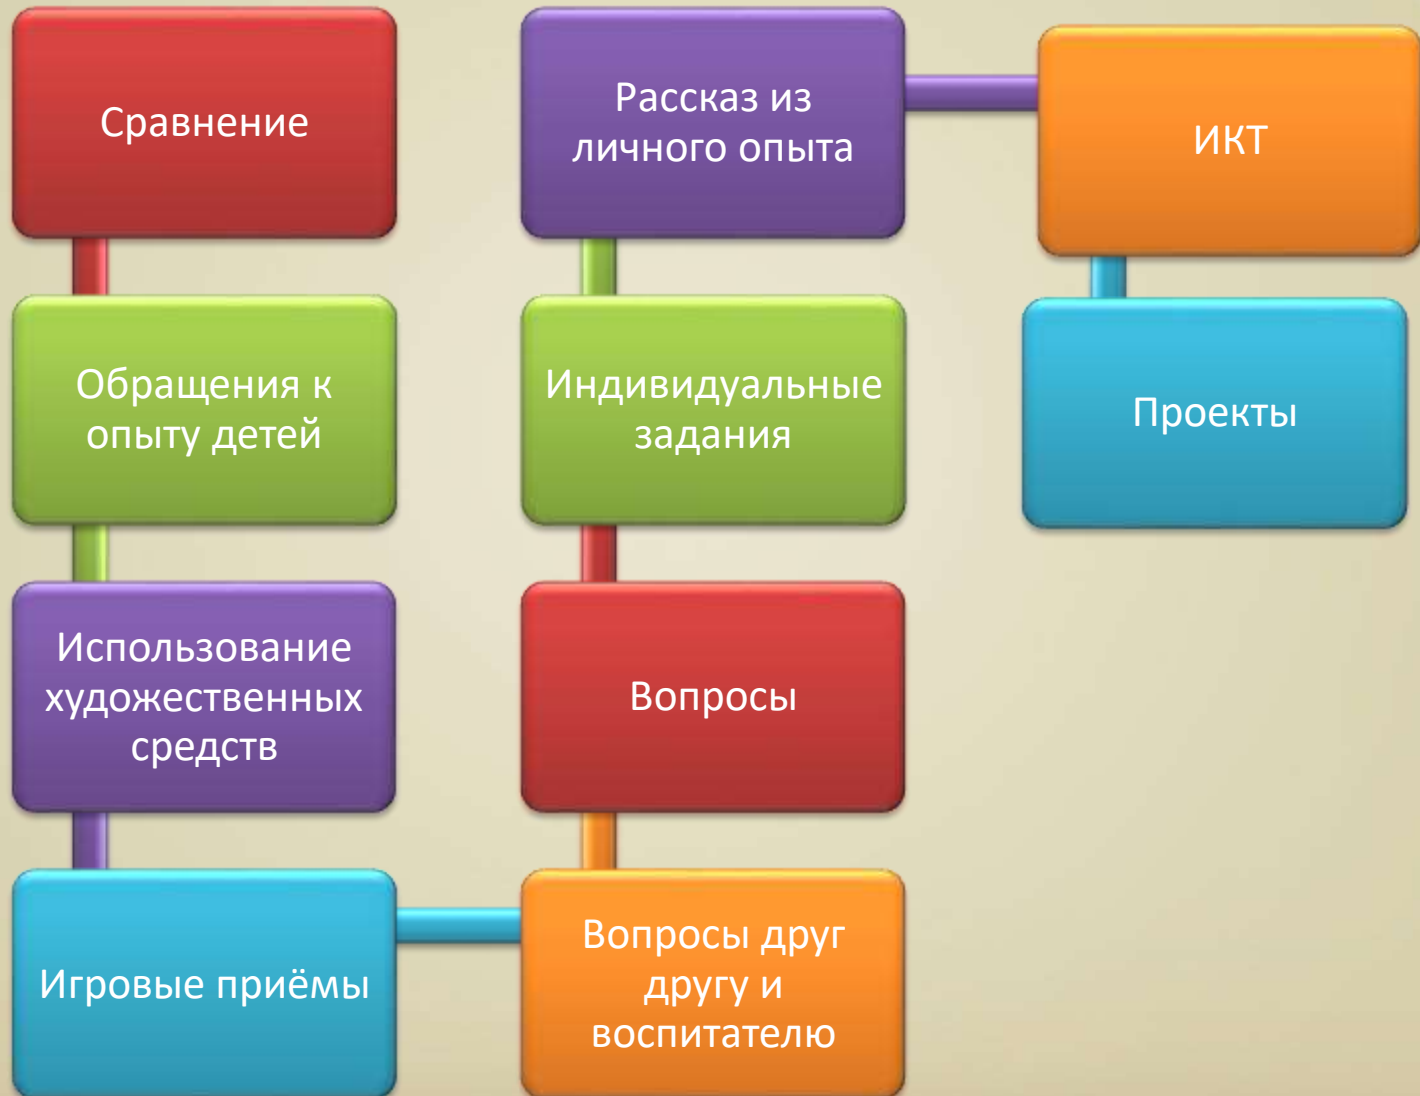 Сравнение
Обращения к
опыту детей
Использование
художественных
средств
Игровые приёмы
Вопросы друг
другу и
воспитателю
Вопросы
Индивидуальные
задания
Рассказ из
личного опыта
ИКТ
Проекты